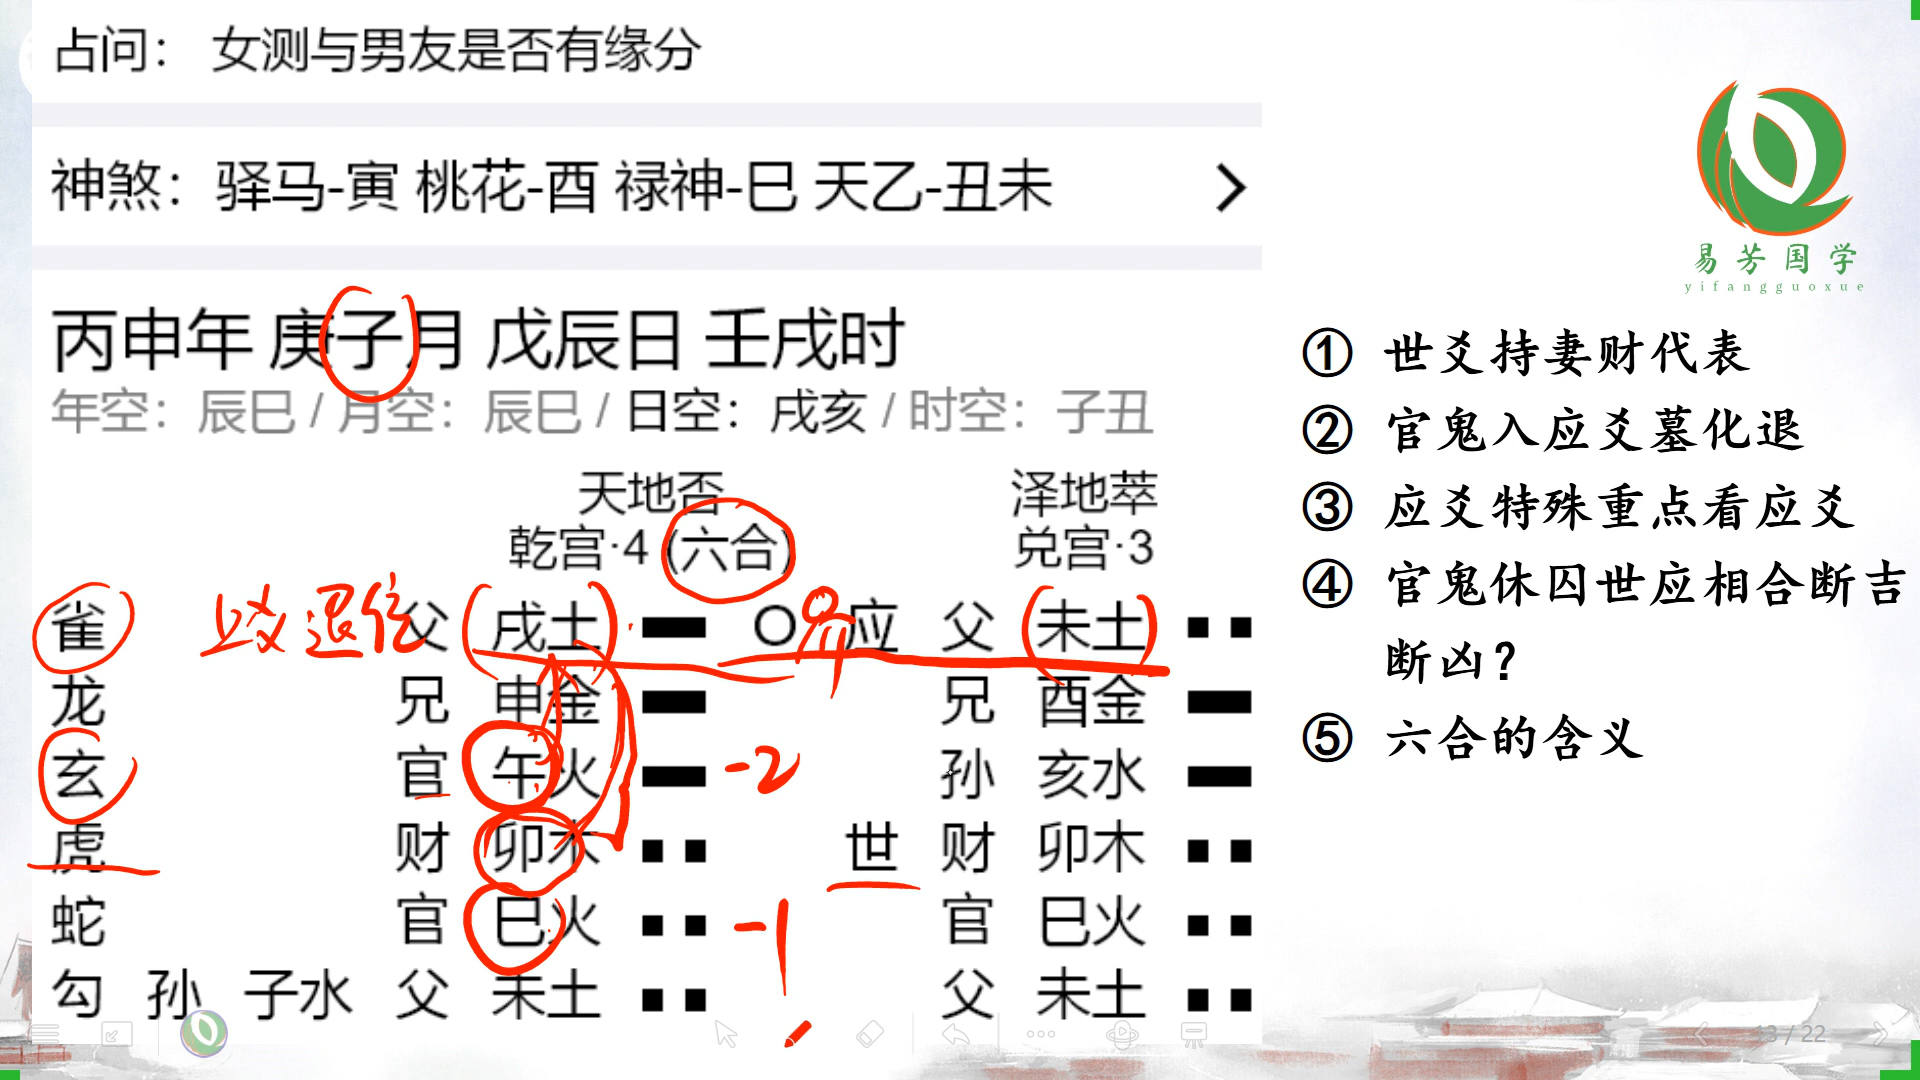 占问： 女测与男友是否有缘分
神煞： 驿马-寅 桃花-酉 禄神-巳 天乙-丑未
丙申年 庚子月 戊辰日 壬戌时
年空： 辰巳 / 月空： 辰巳 / 日空： 戌亥 / 时空： 子丑
天地否 泽地萃
乾宫·4 (六合) 兑宫·3
雀 父 戌土 O 应 父 未土
退
龙 兄 申金 兄 酉金
玄 官 午火 -2 孙 亥水
虎 财 卯木 世 财 卯木
蛇 官 巳火 -1 官 巳火
勾 孙 子水 父 未土 父 未土
易芳国学
yifangguoxue
① 世爻持妻财代表
② 官鬼入应爻墓化退
③ 应爻特殊重点看应爻
④ 官鬼休囚世应相合断吉
断凶？
⑤ 六合的含义
13 / 22